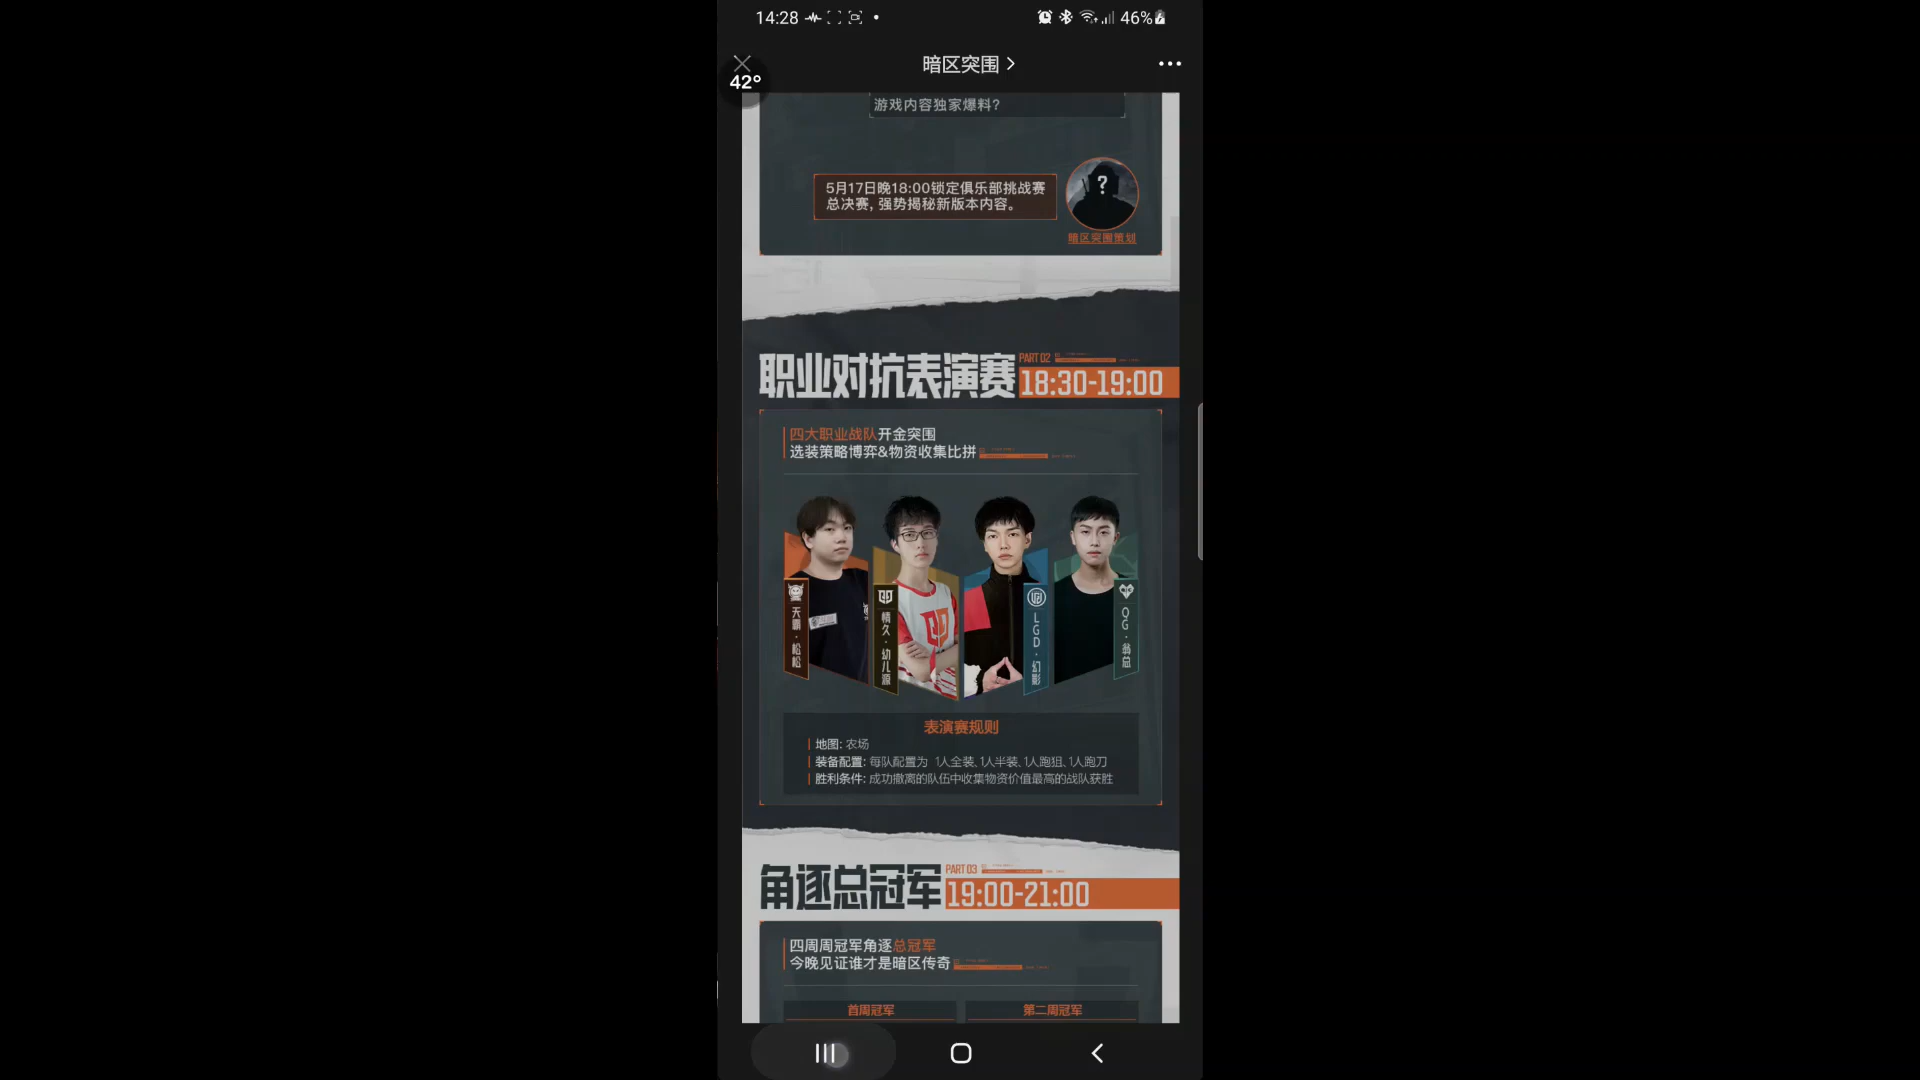 14:28
46%
暗区突围
42°
游戏内容独家爆料?
5月17日晚18:00锁定俱乐部挑战赛
总决赛, 强势揭秘新版本内容。
?
暗区突围策划
职业对抗表演赛
PART 02
18:30-19:00
四大职业战队开金突围
选装策略博弈&物资收集比拼
天霸·松松
情久·幼儿源
LGD·幻影
QG·翁总
表演赛规则
地图: 农场
装备配置: 每队配置为 1人全装、1人半装、1人跑狙、1人跑刀
胜利条件: 成功撤离的队伍中收集物资价值最高的战队获胜
角逐总冠军
PART 03
19:00-21:00
四周周冠军角逐总冠军
今晚见证谁才是暗区传奇
首周冠军
第二周冠军